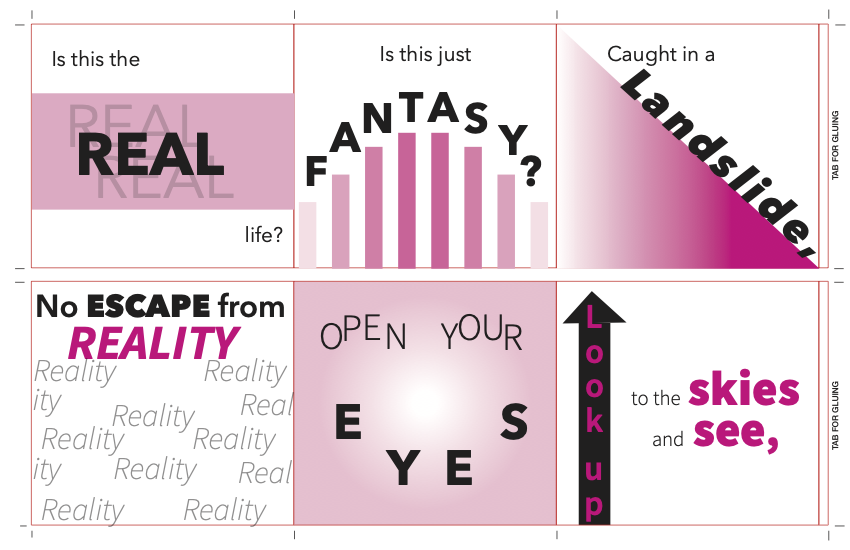 Is this the
REAL
REAL
REAL
life?
Is this just
FANTASY?
Caught in a
Landslide,
TAB FOR GLUING
No ESCAPE from
REALITY
Reality Reality
ity Real
Reality
Reality Reality
ity Reality Real
Reality Reality
OPEN YOUR
EYES
Look up
to the skies
and see,
TAB FOR GLUING